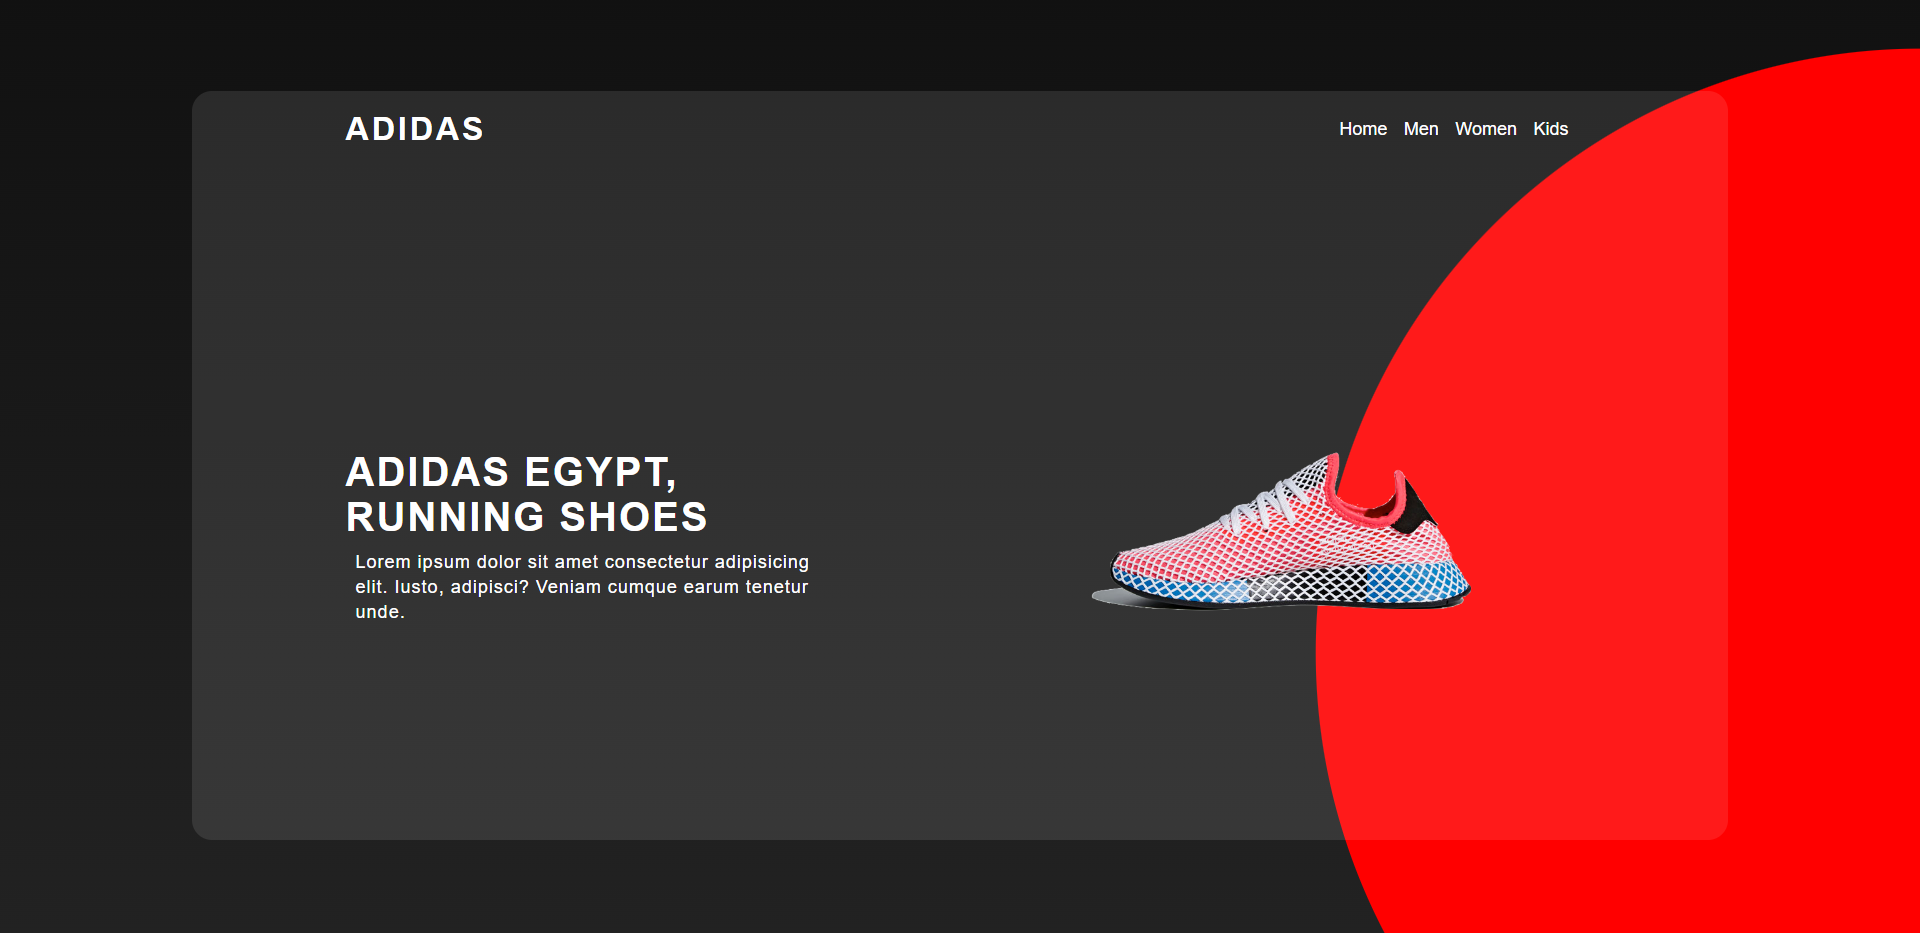 ADIDAS
Home Men Women Kids
ADIDAS EGYPT,
RUNNING SHOES
Lorem ipsum dolor sit amet consectetur adipisicing
elit. Iusto, adipisci? Veniam cumque earum tenetur
unde.